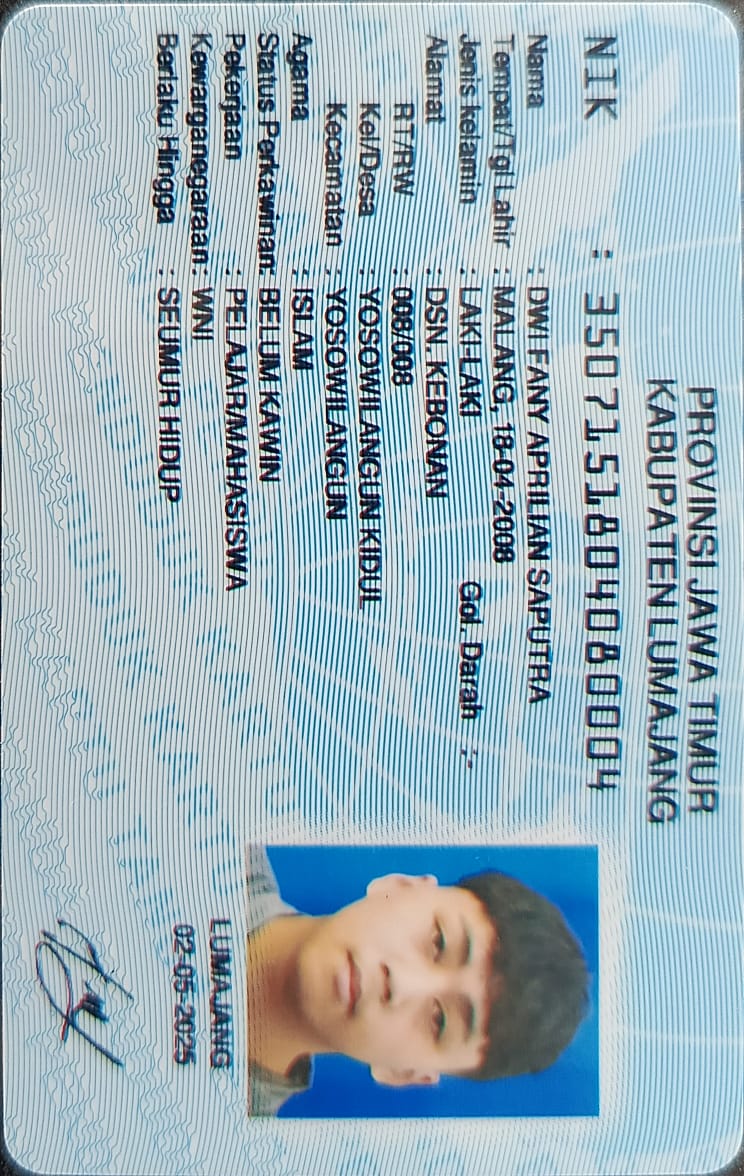 PROVINSI JAWA TIMUR
KABUPATEN LUMAJANG
NIK : 3507151804080004
Nama : DWI FANY APRILIAN SAPUTRA
Tempat/Tgl Lahir : MALANG, 18-04-2008
Jenis kelamin : LAKI-LAKI Gol. Darah :-
Alamat : DSN. KEBONAN
RT/RW : 008/008
Kel/Desa : YOSOWILANGUN KIDUL
Kecamatan : YOSOWILANGUN
Agama : ISLAM
Status Perkawinan: BELUM KAWIN
Pekerjaan : PELAJAR/MAHASISWA
Kewarganegaraan: WNI
Berlaku Hingga : SEUMUR HIDUP
LUMAJANG
02-05-2025